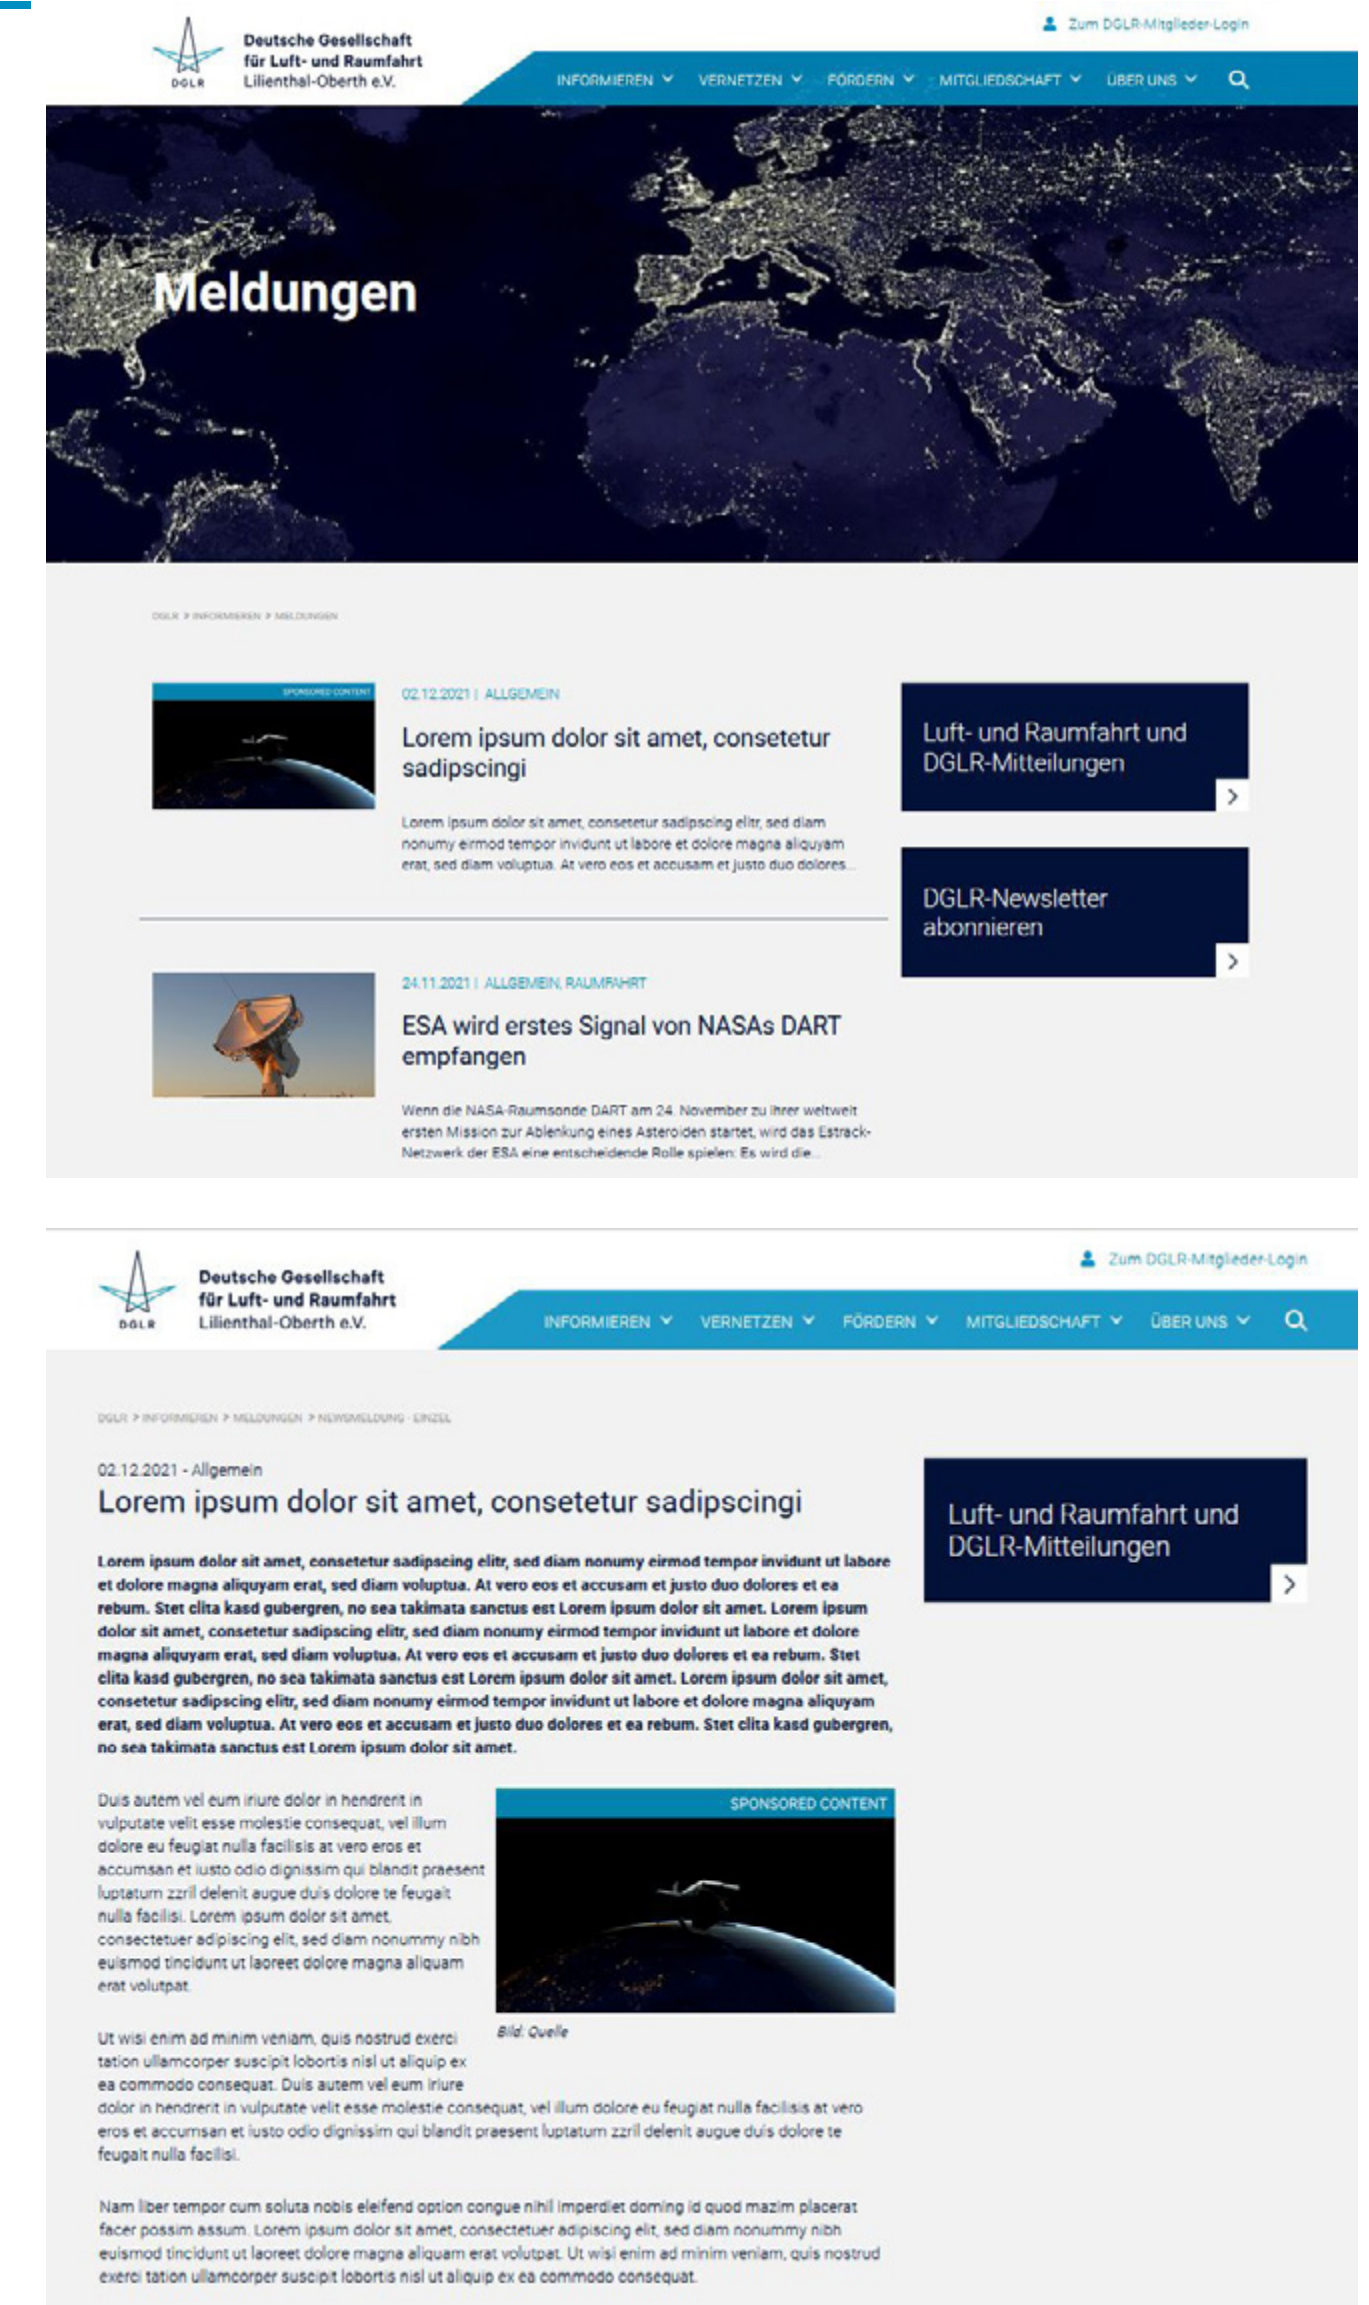 Zum DGLR-Mitglieder-Login
Deutsche Gesellschaft
für Luft- und Raumfahrt
Lilienthal-Oberth e.V.
DGLR
INFORMIEREN VERNETZEN FÖRDERN MITGLIEDSCHAFT ÜBER UNS
Meldungen
DGLR > INFORMIEREN > MELDUNGEN
SPONSORED CONTENT
02.12.2021 | ALLGEMEIN
Lorem ipsum dolor sit amet, consetetur
sadipscingi
Lorem ipsum dolor sit amet, consetetur sadipscing elitr, sed diam
nonumy eirmod tempor invidunt ut labore et dolore magna aliquyam
erat, sed diam voluptua. At vero eos et accusam et justo duo dolores...
Luft- und Raumfahrt und
DGLR-Mitteilungen
DGLR-Newsletter
abonnieren
24.11.2021 | ALLGEMEIN, RAUMFAHRT
ESA wird erstes Signal von NASAs DART
empfangen
Wenn die NASA-Raumsonde DART am 24. November zu ihrer weltweit
ersten Mission zur Ablenkung eines Asteroiden startet, wird das Estrack-
Netzwerk der ESA eine entscheidende Rolle spielen: Es wird die...
Zum DGLR-Mitglieder-Login
Deutsche Gesellschaft
für Luft- und Raumfahrt
Lilienthal-Oberth e.V.
DGLR
INFORMIEREN VERNETZEN FÖRDERN MITGLIEDSCHAFT ÜBER UNS
DGLR > INFORMIEREN > MELDUNGEN > NEWSMELDUNG - EINZEL
02.12.2021 - Allgemein
Lorem ipsum dolor sit amet, consetetur sadipscingi
Lorem ipsum dolor sit amet, consetetur sadipscing elitr, sed diam nonumy eirmod tempor invidunt ut labore
et dolore magna aliquyam erat, sed diam voluptua. At vero eos et accusam et justo duo dolores et ea
rebum. Stet clita kasd gubergren, no sea takimata sanctus est Lorem ipsum dolor sit amet. Lorem ipsum
dolor sit amet, consetetur sadipscing elitr, sed diam nonumy eirmod tempor invidunt ut labore et dolore
magna aliquyam erat, sed diam voluptua. At vero eos et accusam et justo duo dolores et ea rebum. Stet
clita kasd gubergren, no sea takimata sanctus est Lorem ipsum dolor sit amet. Lorem ipsum dolor sit amet,
consetetur sadipscing elitr, sed diam nonumy eirmod tempor invidunt ut labore et dolore magna aliquyam
erat, sed diam voluptua. At vero eos et accusam et justo duo dolores et ea rebum. Stet clita kasd gubergren,
no sea takimata sanctus est Lorem ipsum dolor sit amet.
Luft- und Raumfahrt und
DGLR-Mitteilungen
Duis autem vel eum iriure dolor in hendrerit in
vulputate velit esse molestie consequat, vel illum
dolore eu feugiat nulla facilisis at vero eros et
accumsan et iusto odio dignissim qui blandit praesent
luptatum zzril delenit augue duis dolore te feugait
nulla facilisi. Lorem ipsum dolor sit amet,
consectetuer adipiscing elit, sed diam nonummy nibh
euismod tincidunt ut laoreet dolore magna aliquam
erat volutpat.
SPONSORED CONTENT
Bild: Quelle
Ut wisi enim ad minim veniam, quis nostrud exerci
tation ullamcorper suscipit lobortis nisl ut aliquip ex
ea commodo consequat. Duis autem vel eum iriure
dolor in hendrerit in vulputate velit esse molestie consequat, vel illum dolore eu feugiat nulla facilisis at vero
eros et accumsan et iusto odio dignissim qui blandit praesent luptatum zzril delenit augue duis dolore te
feugait nulla facilisi.
Nam liber tempor cum soluta nobis eleifend option congue nihil imperdiet doming id quod mazim placerat
facer possim assum. Lorem ipsum dolor sit amet, consectetuer adipiscing elit, sed diam nonummy nibh
euismod tincidunt ut laoreet dolore magna aliquam erat volutpat. Ut wisi enim ad minim veniam, quis nostrud
exerci tation ullamcorper suscipit lobortis nisl ut aliquip ex ea commodo consequat.